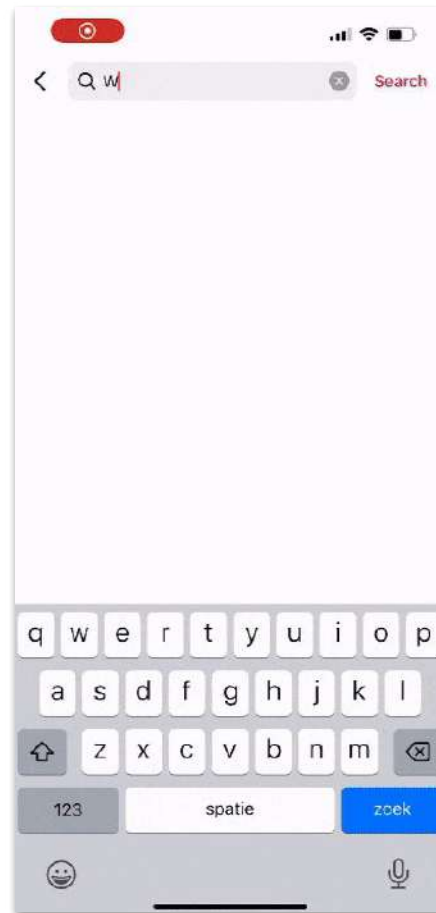 W Search
q w e r t y u i o p
a s d f g h j k l
z x c v b n m
123 spatie zoek